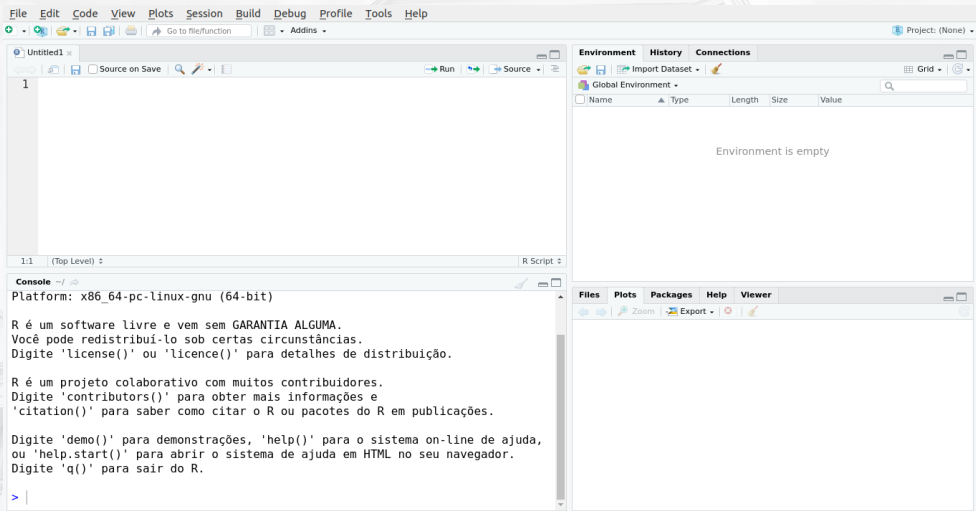 File Edit Code View Plots Session Build Debug Profile Tools Help
Go to file/function Addins Project: (None)
Untitled1
Source on Save Run Source
1
1:1 (Top Level) R Script
Console ~/
Platform: x86_64-pc-linux-gnu (64-bit)
R é um software livre e vem sem GARANTIA ALGUMA.
Você pode redistribuí-lo sob certas circunstâncias.
Digite 'license()' ou 'licence()' para detalhes de distribuição.
R é um projeto colaborativo com muitos contribuidores.
Digite 'contributors()' para obter mais informações e
'citation()' para saber como citar o R ou pacotes do R em publicações.
Digite 'demo()' para demonstrações, 'help()' para o sistema on-line de ajuda,
ou 'help.start()' para abrir o sistema de ajuda em HTML no seu navegador.
Digite 'q()' para sair do R.
>
Environment History Connections
Import Dataset Grid
Global Environment
Name Type Length Size Value
Environment is empty
Files Plots Packages Help Viewer
Zoom Export